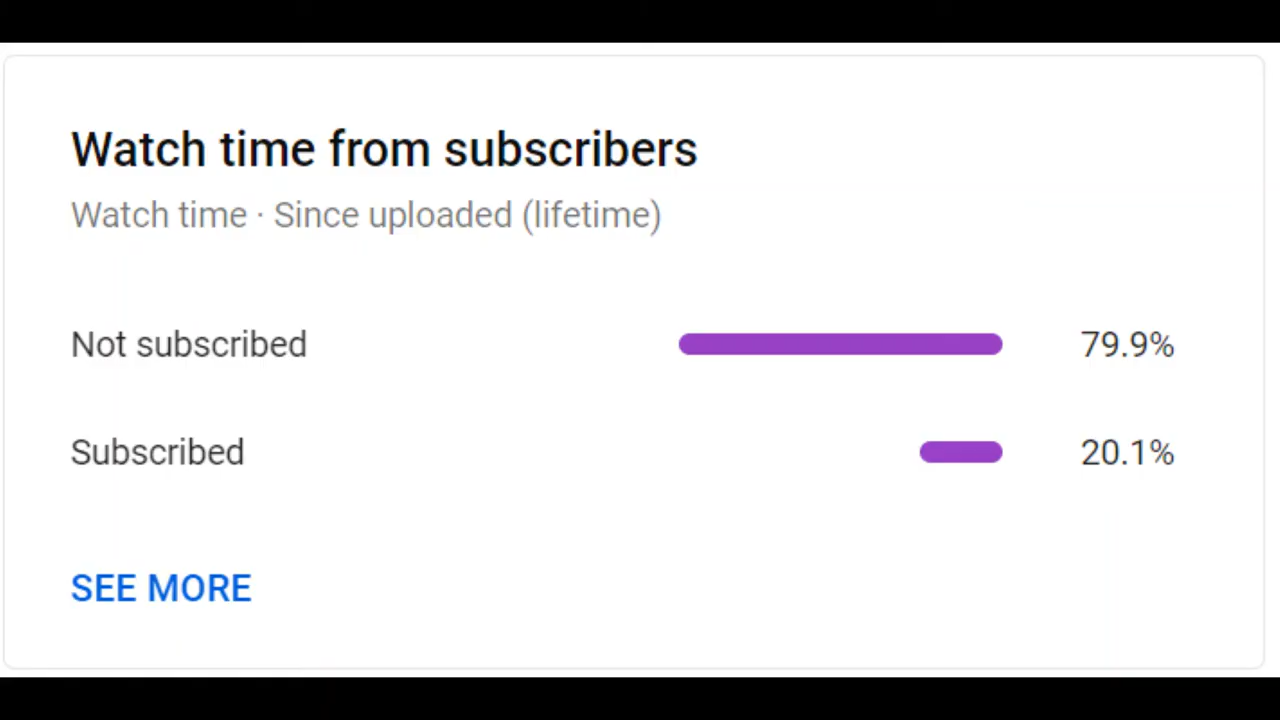 Watch time from subscribers
Watch time · Since uploaded (lifetime)
Not subscribed 79.9%
Subscribed 20.1%
SEE MORE